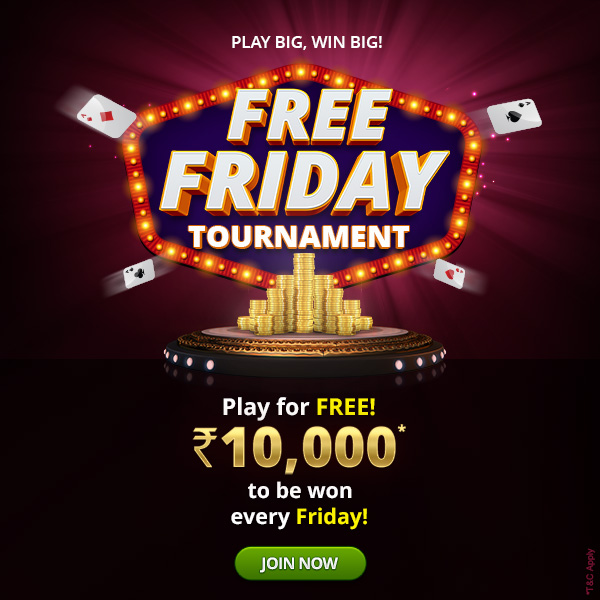 PLAY BIG, WIN BIG!
FREE
FRIDAY
TOURNAMENT
Play for FREE!
₹10,000*
to be won
every Friday!
JOIN NOW
*T&C Apply